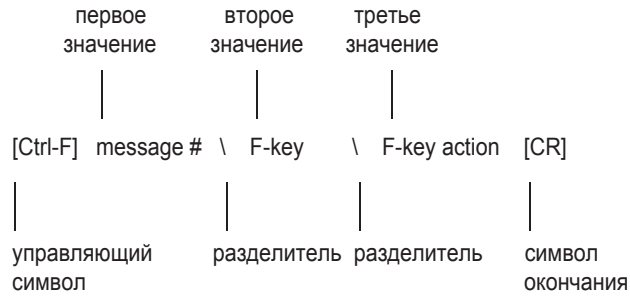 первое второе третье
значение значение значение
[Ctrl-F] message # \ F-key \ F-key action [CR]
управляющий разделитель разделитель символ
символ окончания